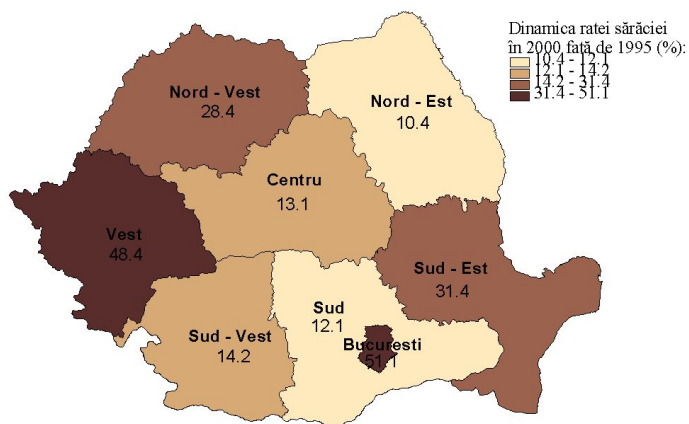 Dinamica ratei sărăciei
în 2000 faţă de 1995 (%):
10.4 - 12.1
12.1 - 14.2
14.2 - 31.4
31.4 - 51.1
Nord - Vest
28.4
Nord - Est
10.4
Centru
13.1
Vest
48.4
Sud - Est
31.4
Sud
12.1
Sud - Vest
14.2
Bucuresti
51.1